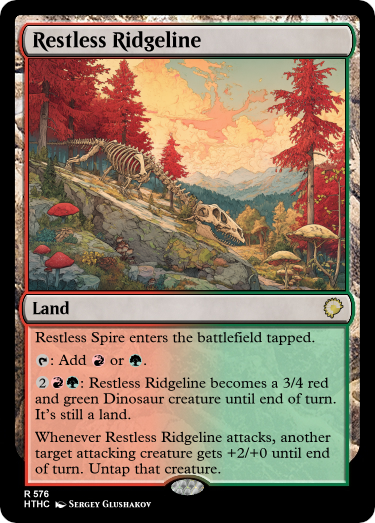 Restless Ridgeline
Land
Restless Spire enters the battlefield tapped.
: Add or .
2 : Restless Ridgeline becomes a 3/4 red
and green Dinosaur creature until end of turn.
It's still a land.
Whenever Restless Ridgeline attacks, another
target attacking creature gets +2/+0 until end
of turn. Untap that creature.
R 576
HTHC Sergey Glushakov